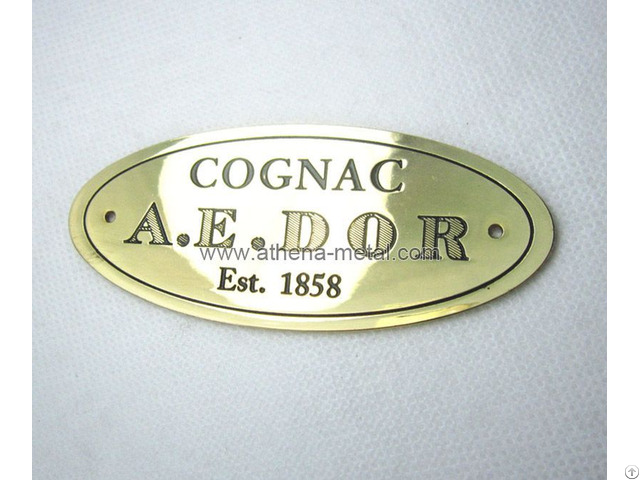 COGNAC
A.E.DOR
www.athena-metal.com
Est. 1858